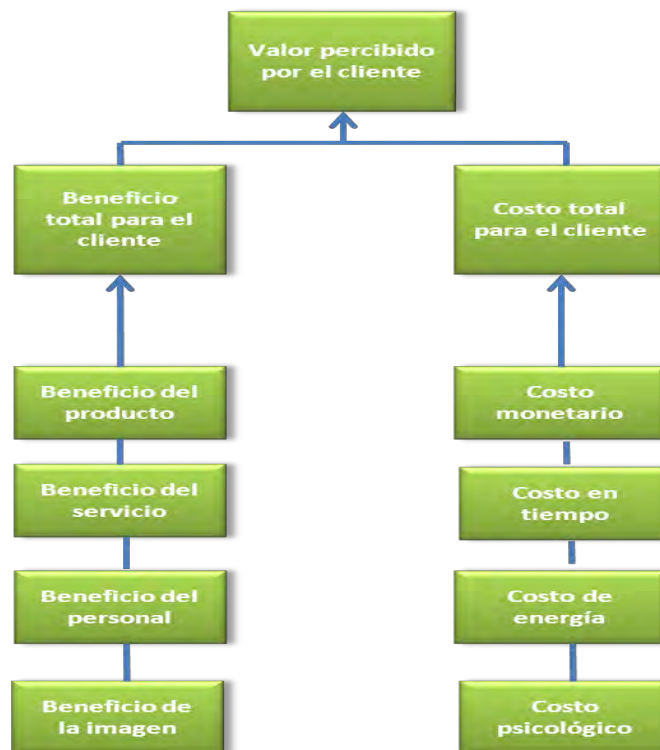 Valor percibido
por el cliente
Beneficio
total para el
cliente
Costo total
para el cliente
Beneficio del
producto
Costo
monetario
Beneficio del
servicio
Costo en
tiempo
Beneficio del
personal
Costo de
energía
Beneficio de
la imagen
Costo
psicológico